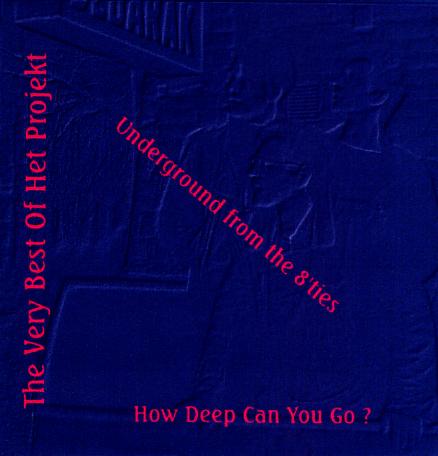 The Very Best Of Het Projekt
Underground from the 8'ties
How Deep Can You Go ?